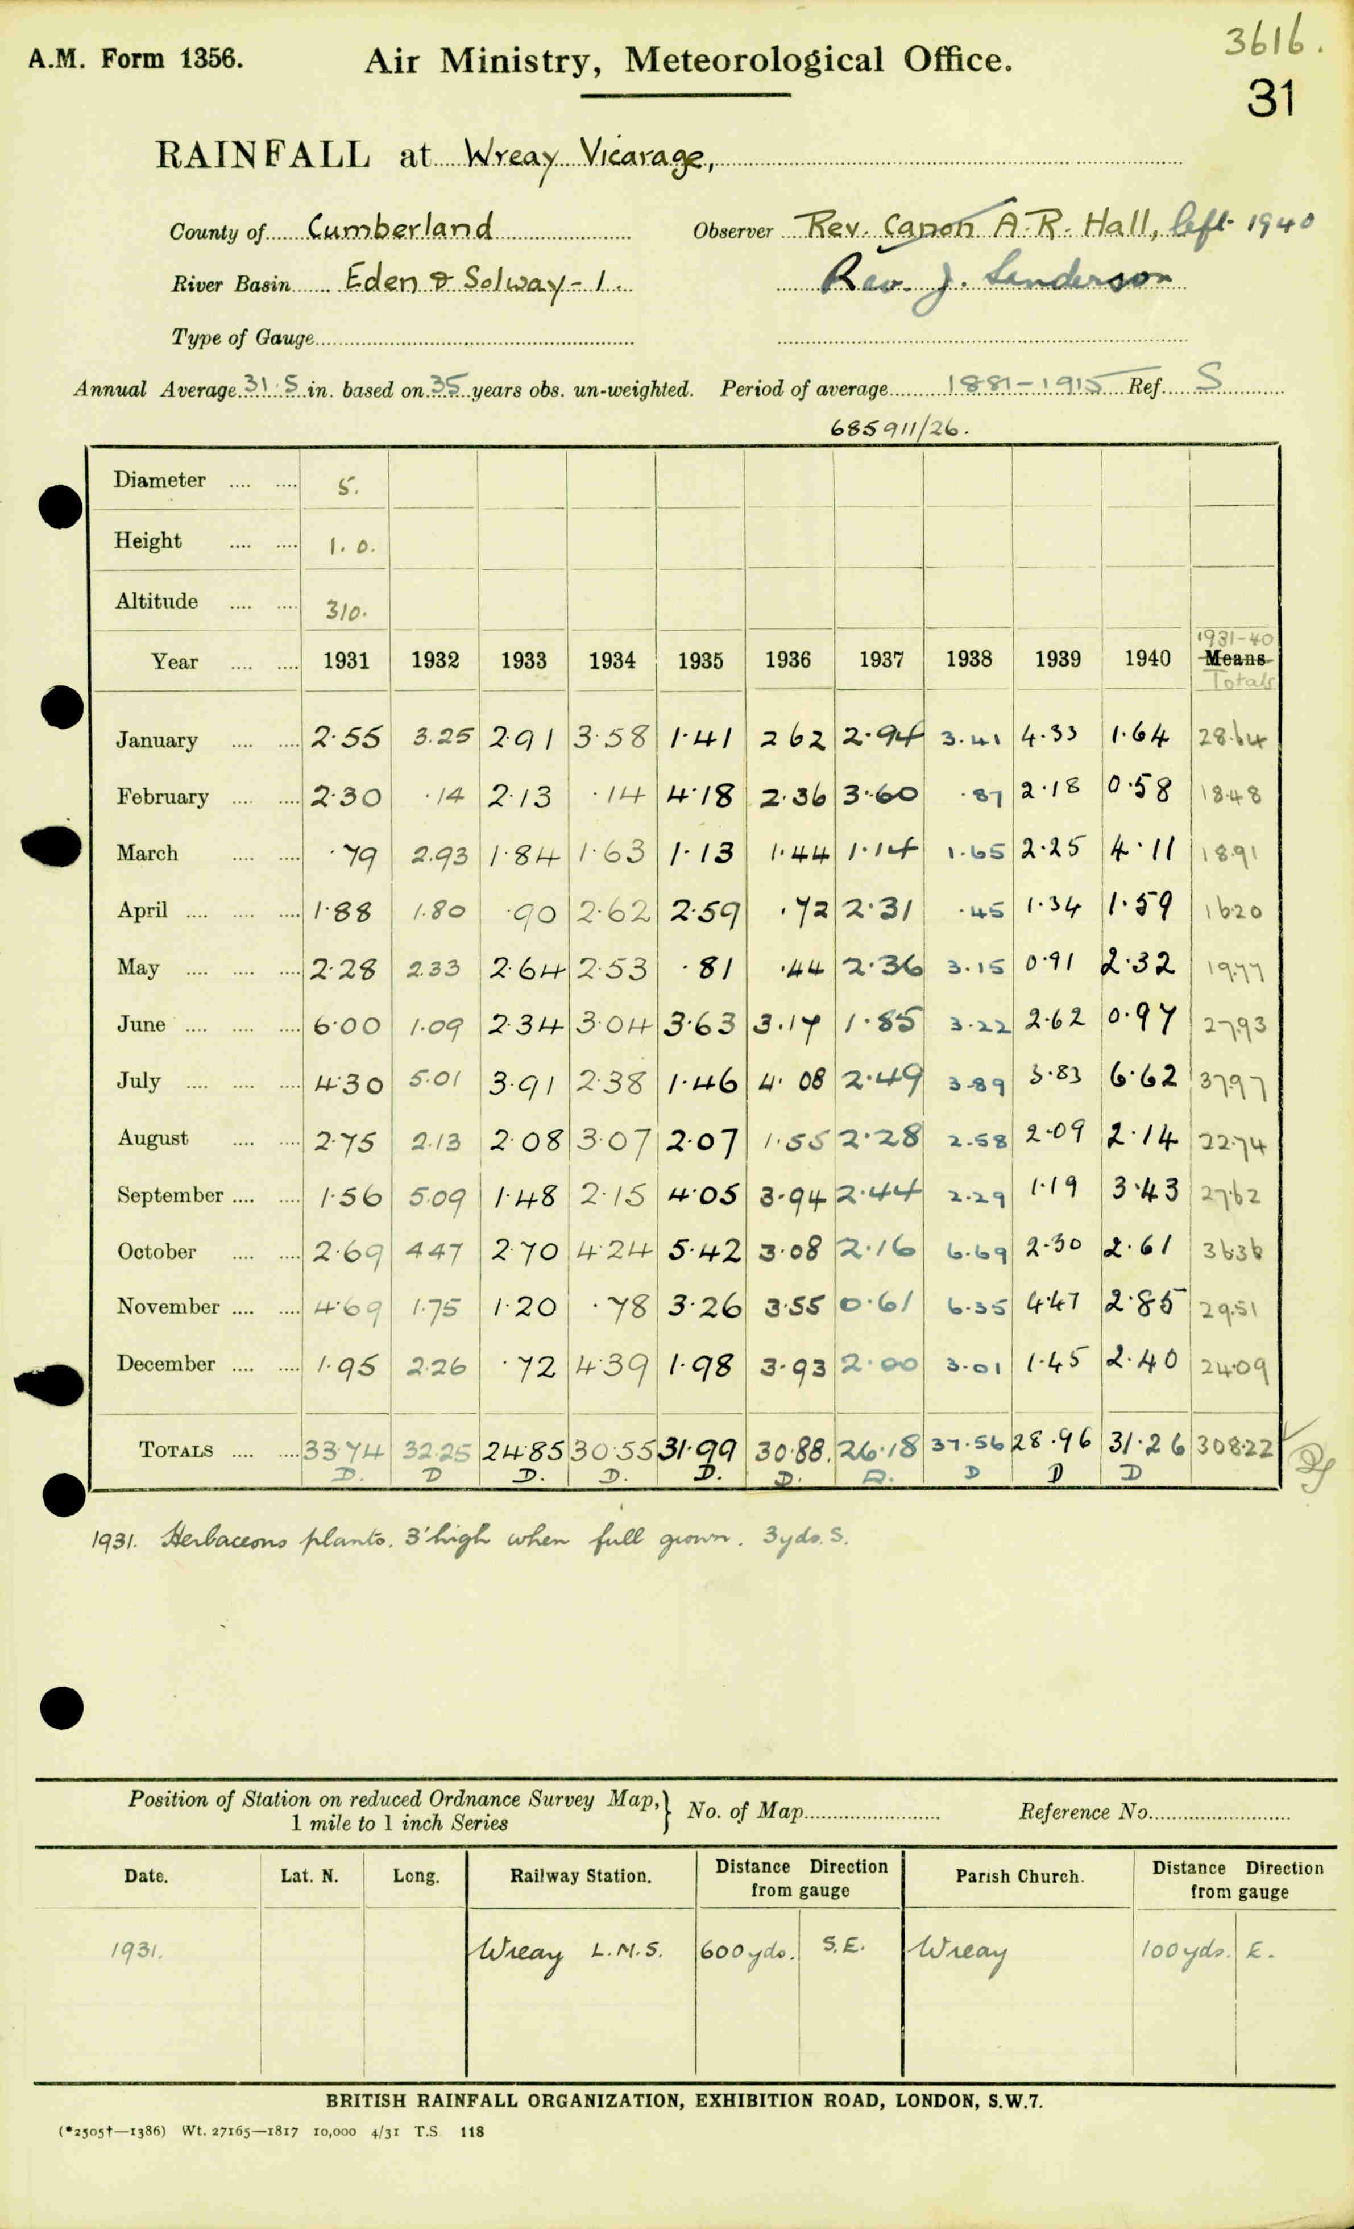 3616.
A.M. Form 1356. Air Ministry, Meteorological Office.
31
RAINFALL at Wreay Vicarage,
County of Cumberland Observer Rev. Canon A. R. Hall, left 1940
River Basin Eden & Solway - 1. Rev. J. Sanderson
Type of Gauge
Annual Average 31.5 in. based on 35 years obs. un-weighted. Period of average 1881-1915 Ref. S
685911/26.
Diameter 5.
Height 1.0.
Altitude 310.
1931-40
Year 1931 1932 1933 1934 1935 1936 1937 1938 1939 1940 Means
Totals
January 2.55 3.25 2.91 3.58 1.41 2.62 2.94 3.41 4.33 1.64 28.64
February 2.30 .14 2.13 .14 4.18 2.36 3.60 .87 2.18 0.58 18.48
March .79 2.93 1.84 1.63 1.13 1.44 1.14 1.65 2.25 4.11 18.91
April 1.88 1.80 .90 2.62 2.59 .72 2.31 .45 1.34 1.59 16.20
May 2.28 2.33 2.64 2.53 .81 .44 2.36 3.15 0.91 2.32 19.77
June 6.00 1.09 2.34 3.04 3.63 3.17 1.85 3.22 2.62 0.97 27.93
July 4.30 5.01 3.91 2.38 1.46 4.08 2.49 3.89 3.83 6.62 37.97
August 2.75 2.13 2.08 3.07 2.07 1.55 2.28 2.58 2.09 2.14 22.74
September 1.56 5.09 1.48 2.15 4.05 3.94 2.44 2.29 1.19 3.43 27.62
October 2.69 4.47 2.70 4.24 5.42 3.08 2.16 6.69 2.30 2.61 36.36
November 4.69 1.75 1.20 .78 3.26 3.55 0.61 6.35 4.47 2.85 29.51
December 1.95 2.26 .72 4.39 1.98 3.93 2.00 3.01 1.45 2.40 24.09
TOTALS 33.74 32.25 24.85 30.55 31.99 30.88. 26.18 37.56 28.96 31.26 308.22
D. D D. D. D. D. D. D D D
1931. Herbaceous plants. 3' high when full grown. 3 yds. S.
Position of Station on reduced Ordnance Survey Map, 1 mile to 1 inch Series } No. of Map Reference No.
Date. Lat. N. Long. Railway Station. Distance Direction from gauge Parish Church. Distance Direction from gauge
1931. Wreay L.M.S. 600 yds. S.E. Wreay 100 yds. E.
BRITISH RAINFALL ORGANIZATION, EXHIBITION ROAD, LONDON, S.W.7.
(*2505†—1386) Wt. 27165—1817 10,000 4/31 T.S 118